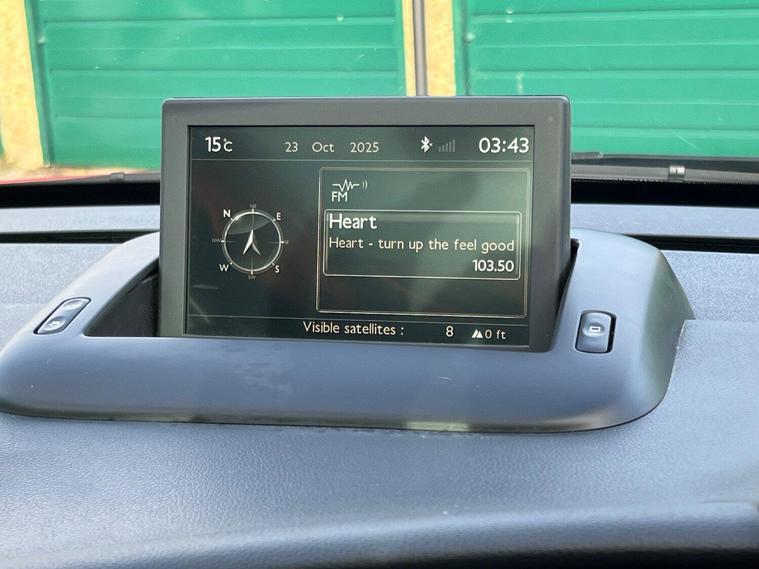 15°C 23 Oct 2025 03:43
FM
N E
W S
Heart
Heart - turn up the feel good
103.50
Visible satellites : 8 0 ft